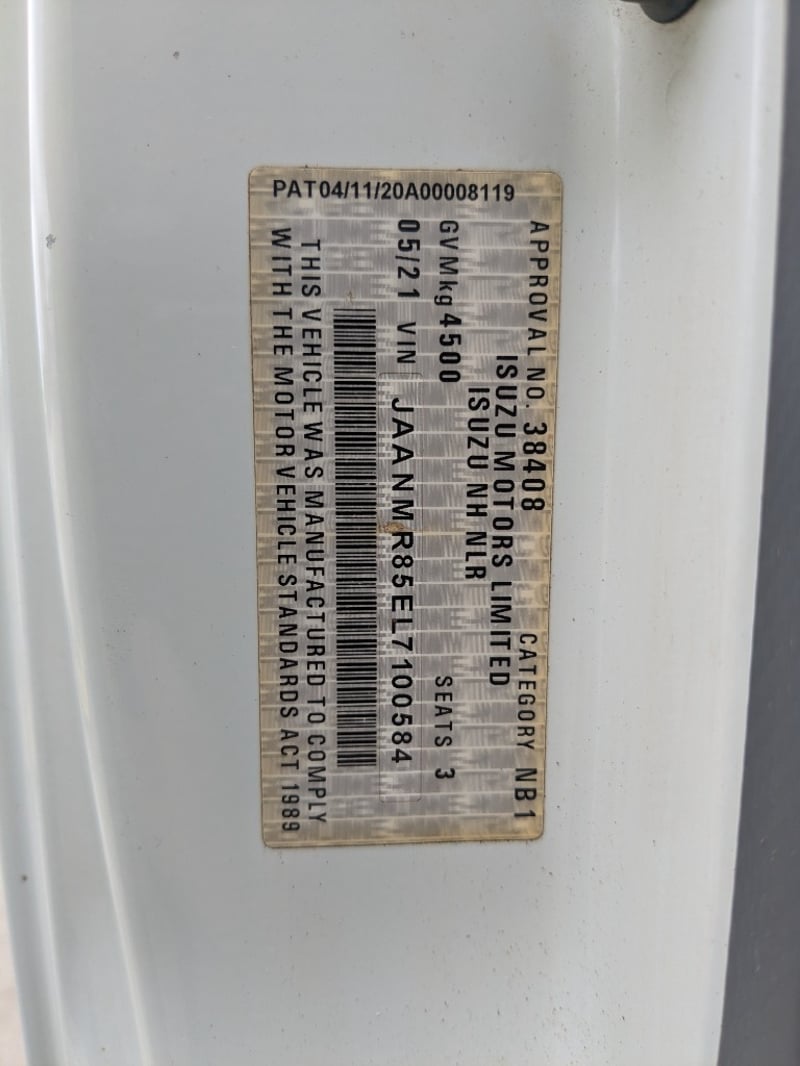 PAT04/11/20A00008119
APPROVAL NO. 38408 CATEGORY NB1
ISUZU MOTORS LIMITED
ISUZU NH NLR
GVMkg 4500 SEATS 3
05/21 VIN JAANMR85EL7100584
THIS VEHICLE WAS MANUFACTURED TO COMPLY
WITH THE MOTOR VEHICLE STANDARDS ACT 1989